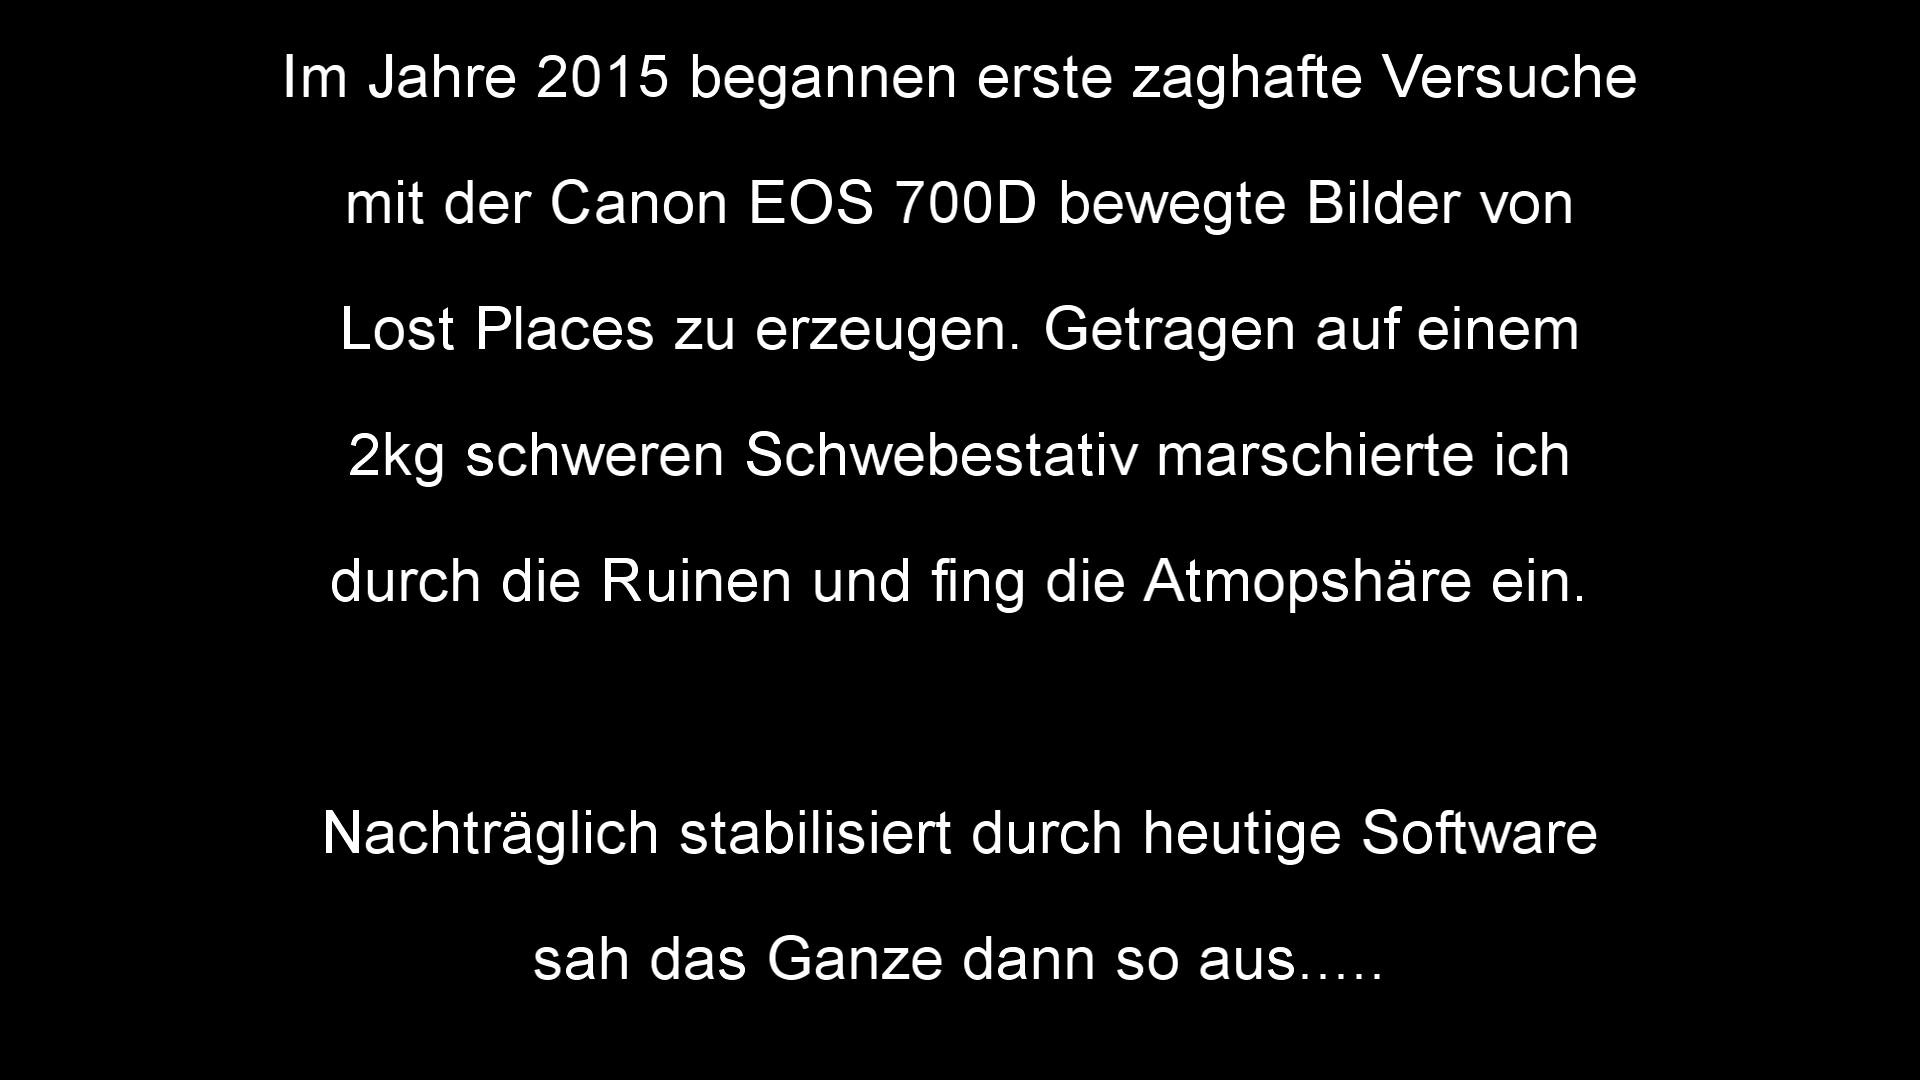 Im Jahre 2015 begannen erste zaghafte Versuche
mit der Canon EOS 700D bewegte Bilder von
Lost Places zu erzeugen. Getragen auf einem
2kg schweren Schwebestativ marschierte ich
durch die Ruinen und fing die Atmopshäre ein.
Nachträglich stabilisiert durch heutige Software
sah das Ganze dann so aus.....